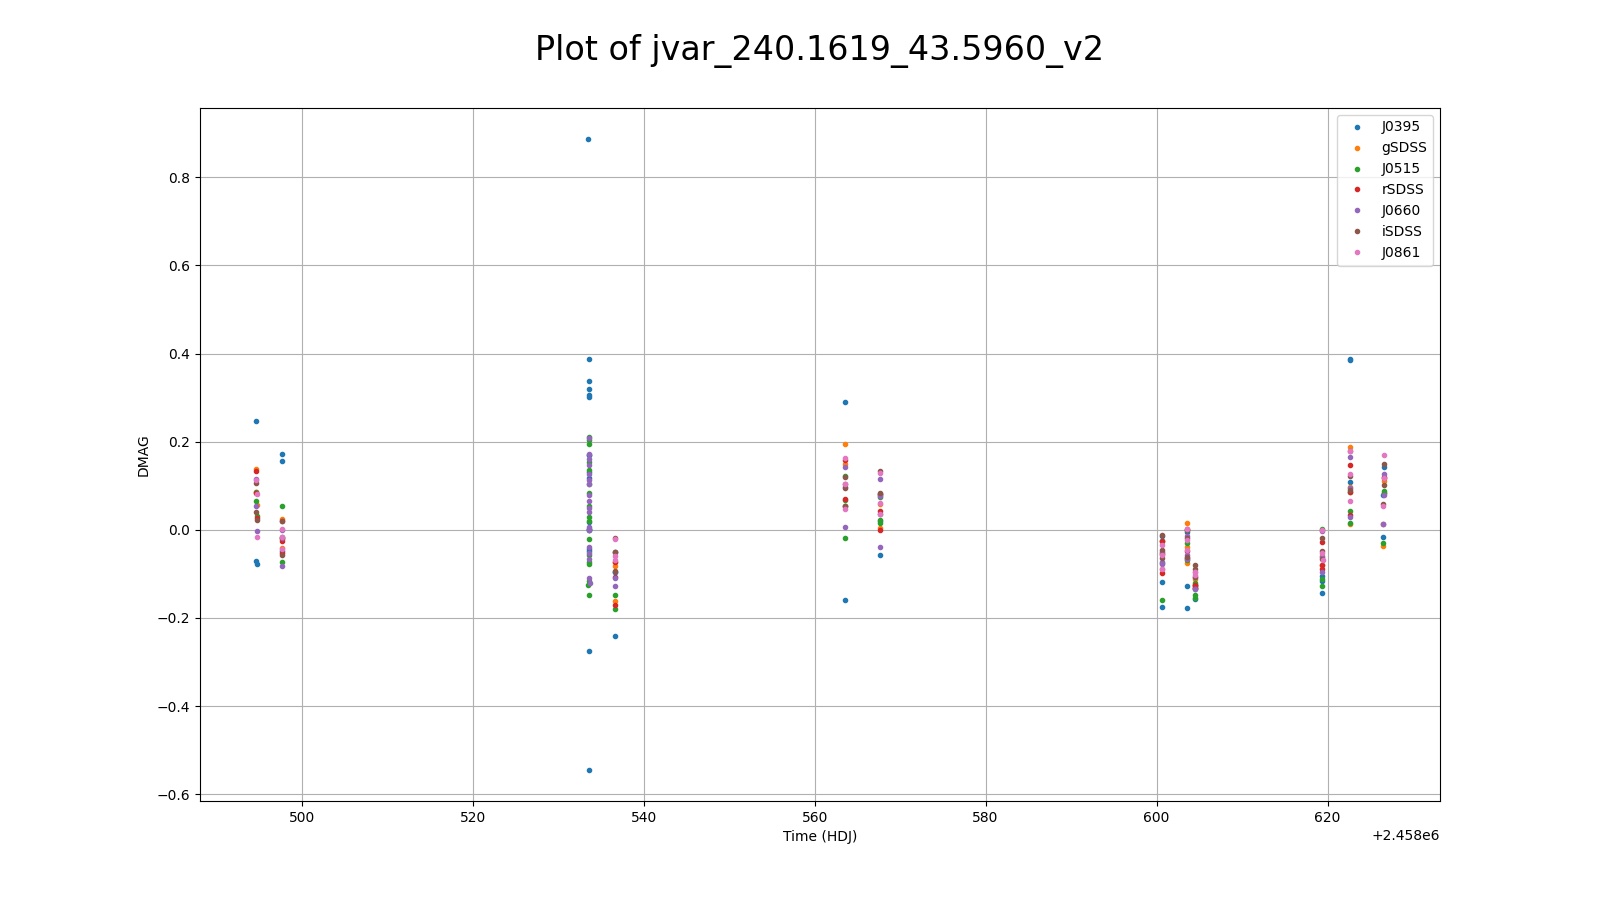 Plot of jvar_240.1619_43.5960_v2
J0395
gSDSS
J0515
rSDSS
J0660
iSDSS
J0861
0.8
0.6
0.4
0.2
0.0
−0.2
−0.4
−0.6
DMAG
500 520 540 560 580 600 620
Time (HDJ)
+2.458e6